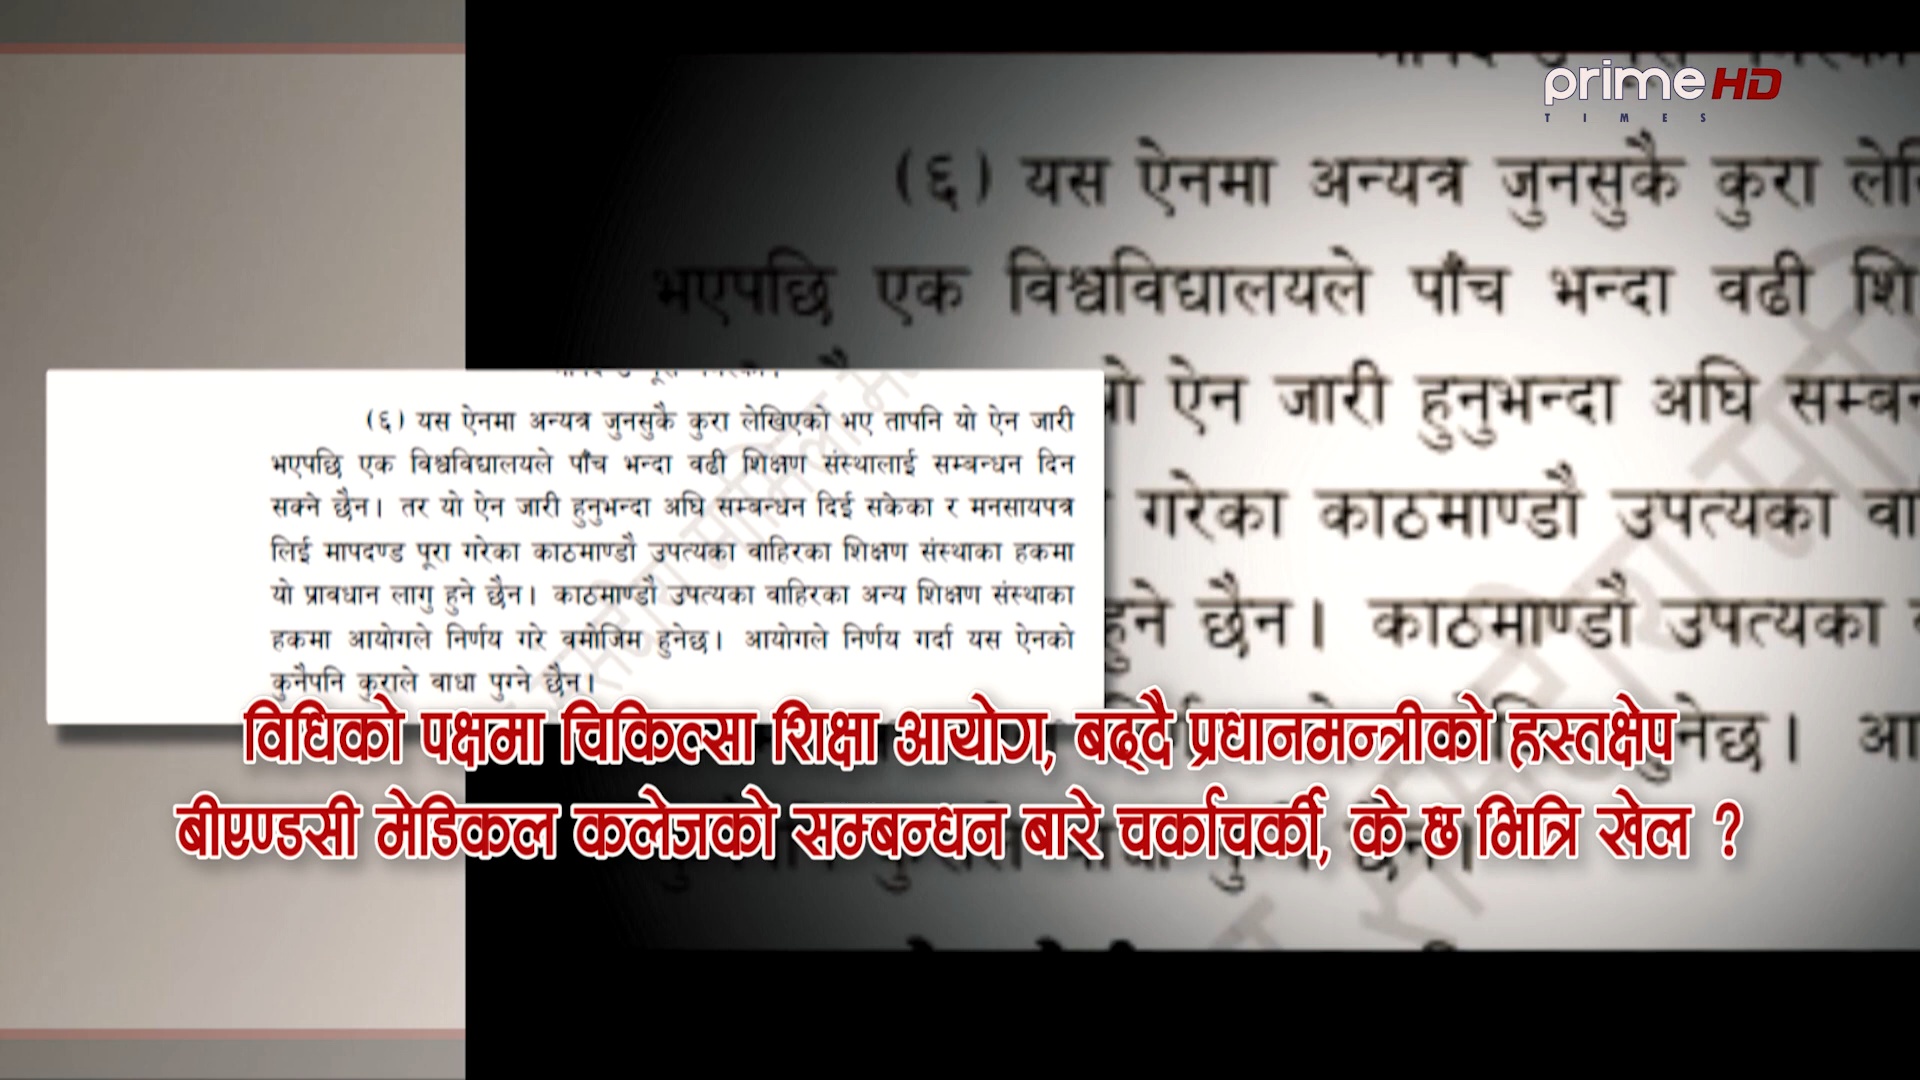 prime HD
TIMES
(६) यस ऐनमा अन्यत्र जुनसुकै कुरा
भएपछि एक विश्वविद्यालयले पाँच भन्दा वढी
ऐन जारी हुनुभन्दा अघि
गरेका काठमाण्डौ उपत्यका
हुने छैन। काठमाण्डौ उपत्यका
(६) यस ऐनमा अन्यत्र जुनसुकै कुरा लेखिएको भए तापनि यो ऐन जारी
भएपछि एक विश्वविद्यालयले पाँच भन्दा वढी शिक्षण संस्थालाई सम्बन्धन दिन
सक्ने छैन। तर यो ऐन जारी हुनुभन्दा अघि सम्बन्धन दिई सकेका र मनसायपत्र
लिई मापदण्ड पूरा गरेका काठमाण्डौ उपत्यका वाहिरका शिक्षण संस्थाका हकमा
यो प्रावधान लागु हुने छैन। काठमाण्डौ उपत्यका वाहिरका अन्य शिक्षण संस्थाका
हकमा आयोगले निर्णय गरे वमोजिम हुनेछ। आयोगले निर्णय गर्दा यस ऐनको
कुनैपनि कुराले वाधा पुग्ने छैन।
विधिको पक्षमा चिकित्सा शिक्षा आयोग, बढ्दै प्रधानमन्त्रीको हस्तक्षेप
बीएण्डसी मेडिकल कलेजको सम्बन्धन बारे चर्काचर्की, के छ भित्रि खेल ?